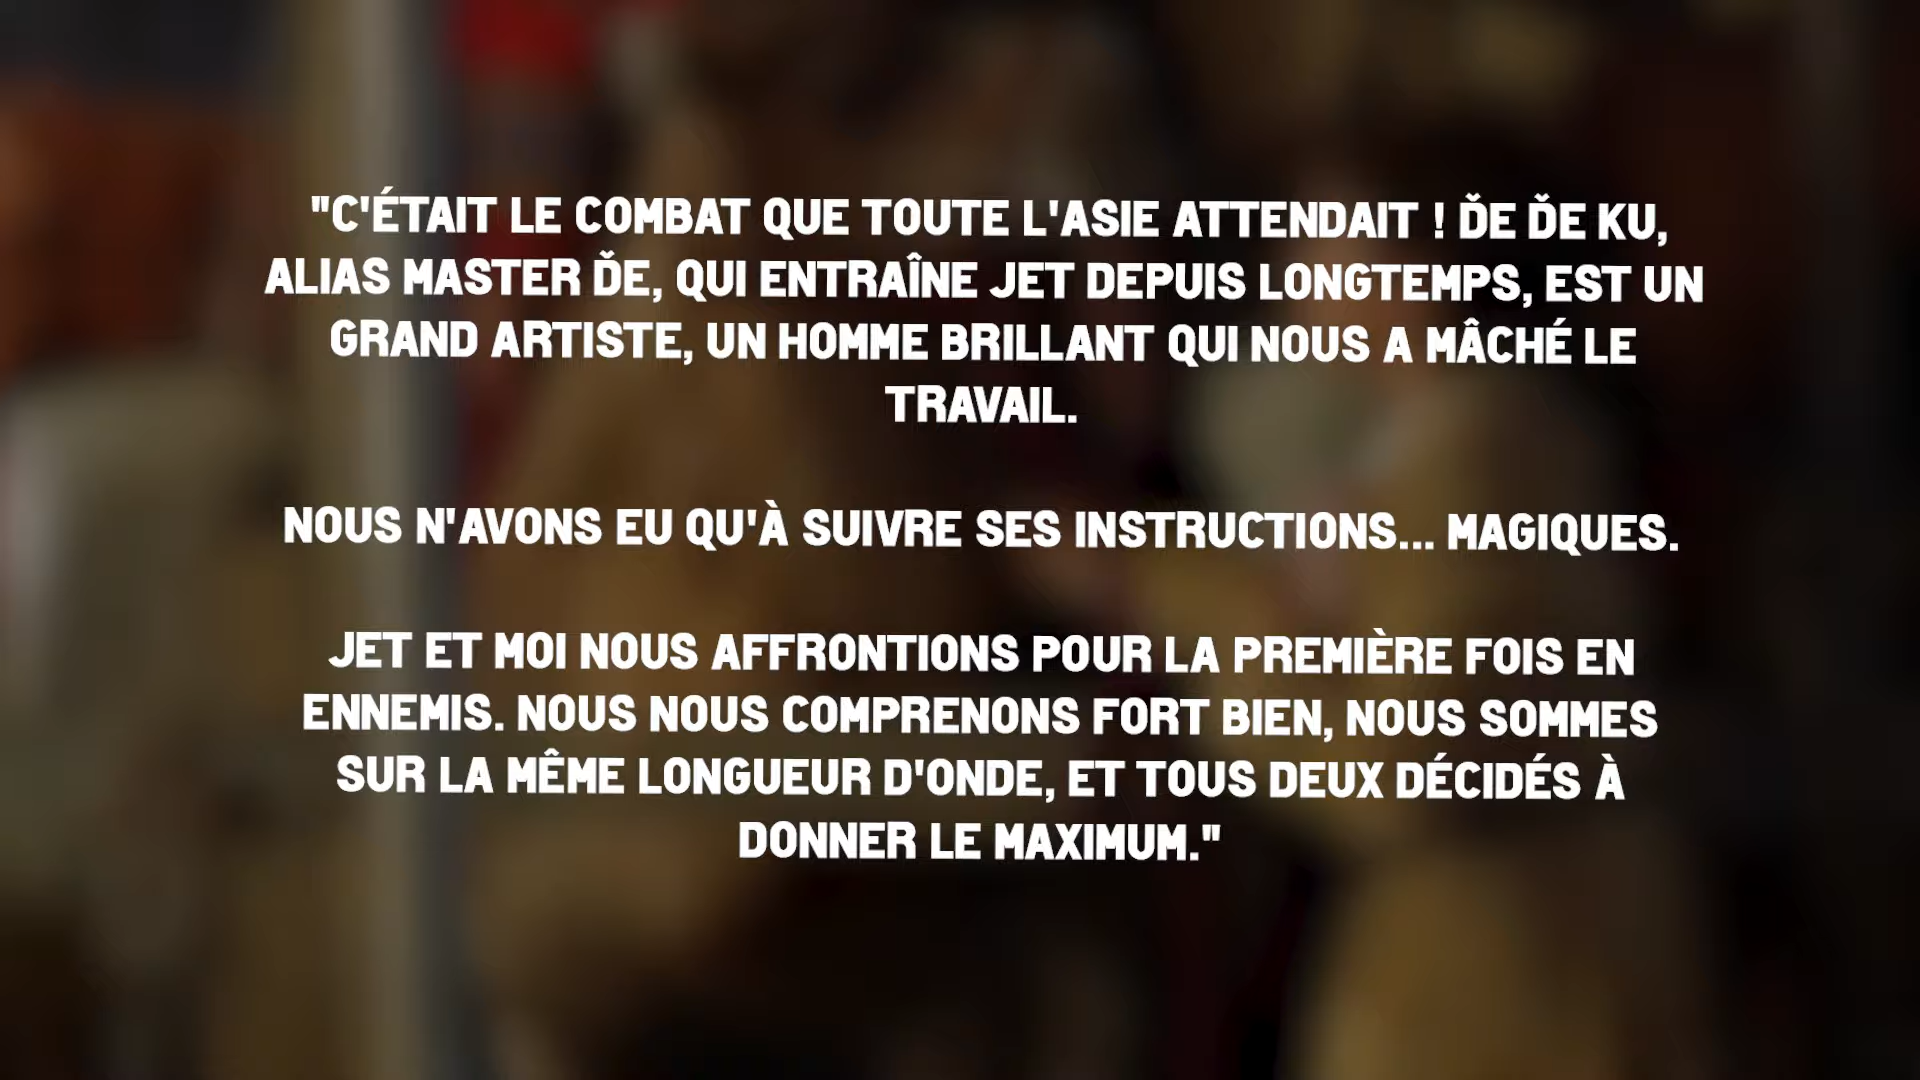 "C'ÉTAIT LE COMBAT QUE TOUTE L'ASIE ATTENDAIT ! ĎE ĎE KU,
ALIAS MASTER ĎE, QUI ENTRAÎNE JET DEPUIS LONGTEMPS, EST UN
GRAND ARTISTE, UN HOMME BRILLANT QUI NOUS A MÂCHÉ LE
TRAVAIL.
NOUS N'AVONS EU QU'À SUIVRE SES INSTRUCTIONS... MAGIQUES.
JET ET MOI NOUS AFFRONTIONS POUR LA PREMIÈRE FOIS EN
ENNEMIS. NOUS NOUS COMPRENONS FORT BIEN, NOUS SOMMES
SUR LA MÊME LONGUEUR D'ONDE, ET TOUS DEUX DÉCIDÉS À
DONNER LE MAXIMUM."